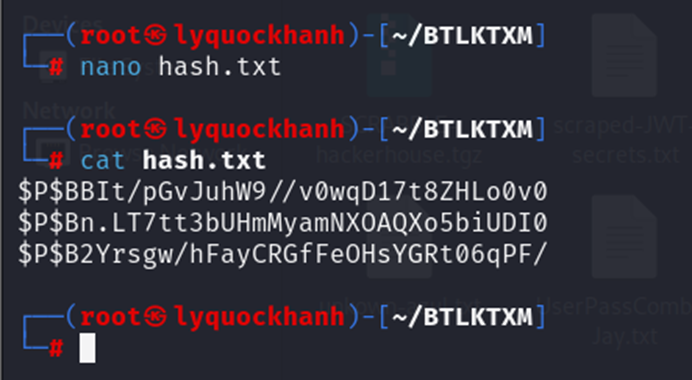 ┌──(root㉿lyquockhanh)-[~/BTLKTXM]
└─# nano hash.txt
┌──(root㉿lyquockhanh)-[~/BTLKTXM]
└─# cat hash.txt
$P$BBIt/pGvJuhW9//v0wqD17t8ZHLo0v0
$P$Bn.LT7tt3bUHmMyamNXOAQXo5biUDI0
$P$B2Yrsgw/hFayCRGfFeOHsYGRt06qPF/
┌──(root㉿lyquockhanh)-[~/BTLKTXM]
└─#
Devices
Network
hackerhouse.tgz
scraped-JWT
secrets.txt
UserPassComb
Jay.txt